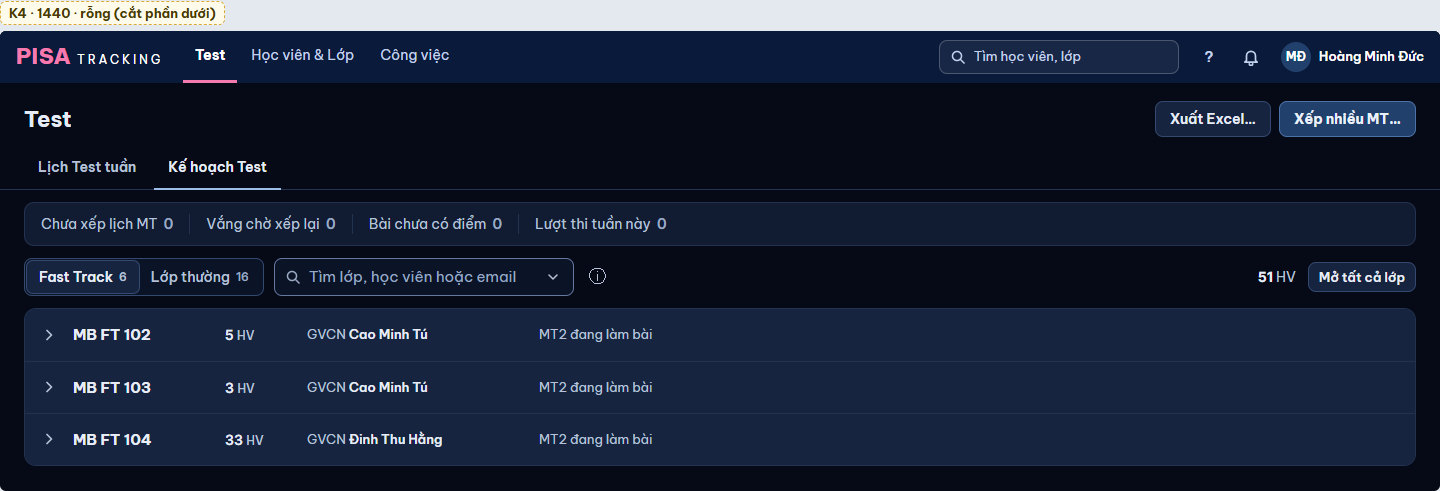 K4 · 1440 · rỗng (cắt phần dưới)
PISA TRACKING Test Học viên & Lớp Công việc Tìm học viên, lớp ? MĐ Hoàng Minh Đức
Test Xuất Excel... Xếp nhiều MT...
Lịch Test tuần Kế hoạch Test
Chưa xếp lịch MT 0 Vắng chờ xếp lại 0 Bài chưa có điểm 0 Lượt thi tuần này 0
Fast Track 6 Lớp thường 16 Tìm lớp, học viên hoặc email 51 HV Mở tất cả lớp
MB FT 102 5 HV GVCN Cao Minh Tú MT2 đang làm bài
MB FT 103 3 HV GVCN Cao Minh Tú MT2 đang làm bài
MB FT 104 33 HV GVCN Đinh Thu Hằng MT2 đang làm bài